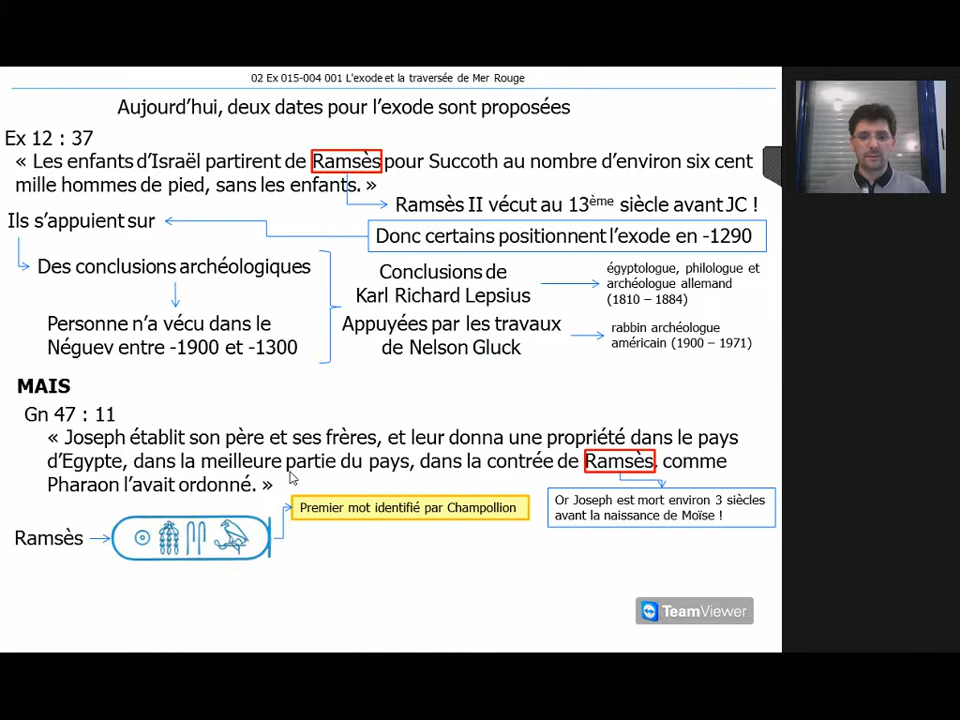 02 Ex 015-004 001 L'exode et la traversée de Mer Rouge
Aujourd'hui, deux dates pour l'exode sont proposées
Ex 12 : 37
« Les enfants d'Israël partirent de Ramsès pour Succoth au nombre d'environ six cent
mille hommes de pied, sans les enfants. »
Ramsès II vécut au 13ème siècle avant JC !
Ils s'appuient sur
Donc certains positionnent l'exode en -1290
Des conclusions archéologiques
Personne n'a vécu dans le
Néguev entre -1900 et -1300
Conclusions de
Karl Richard Lepsius
égyptologue, philologue et
archéologue allemand
(1810 – 1884)
Appuyées par les travaux
de Nelson Gluck
rabbin archéologue
américain (1900 – 1971)
MAIS
Gn 47 : 11
« Joseph établit son père et ses frères, et leur donna une propriété dans le pays
d'Egypte, dans la meilleure partie du pays, dans la contrée de Ramsès, comme
Pharaon l'avait ordonné. »
Or Joseph est mort environ 3 siècles
avant la naissance de Moïse !
Premier mot identifié par Champollion
Ramsès
TeamViewer